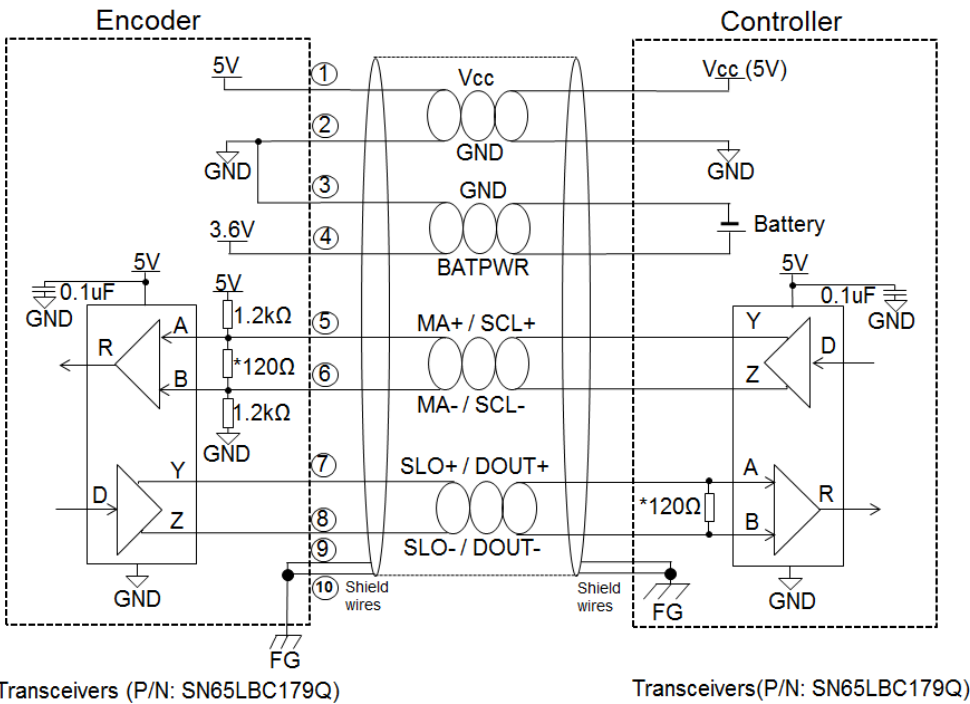 Encoder
Controller
5V
①
Vcc
Vcc (5V)
②
GND
GND
GND
③
GND
3.6V
④
BATPWR
Battery
5V
0.1uF
GND
5V
1.2kΩ
⑤
MA+ / SCL+
5V
0.1uF
GND
A
R
B
*120Ω
⑥
MA- / SCL-
Y
D
Z
1.2kΩ
GND
⑦
SLO+ / DOUT+
Y
D
Z
⑧
SLO- / DOUT-
*120Ω
A
R
B
⑨
⑩
Shield
wires
Shield
wires
GND
FG
FG
GND
Transceivers (P/N: SN65LBC179Q)
Transceivers(P/N: SN65LBC179Q)